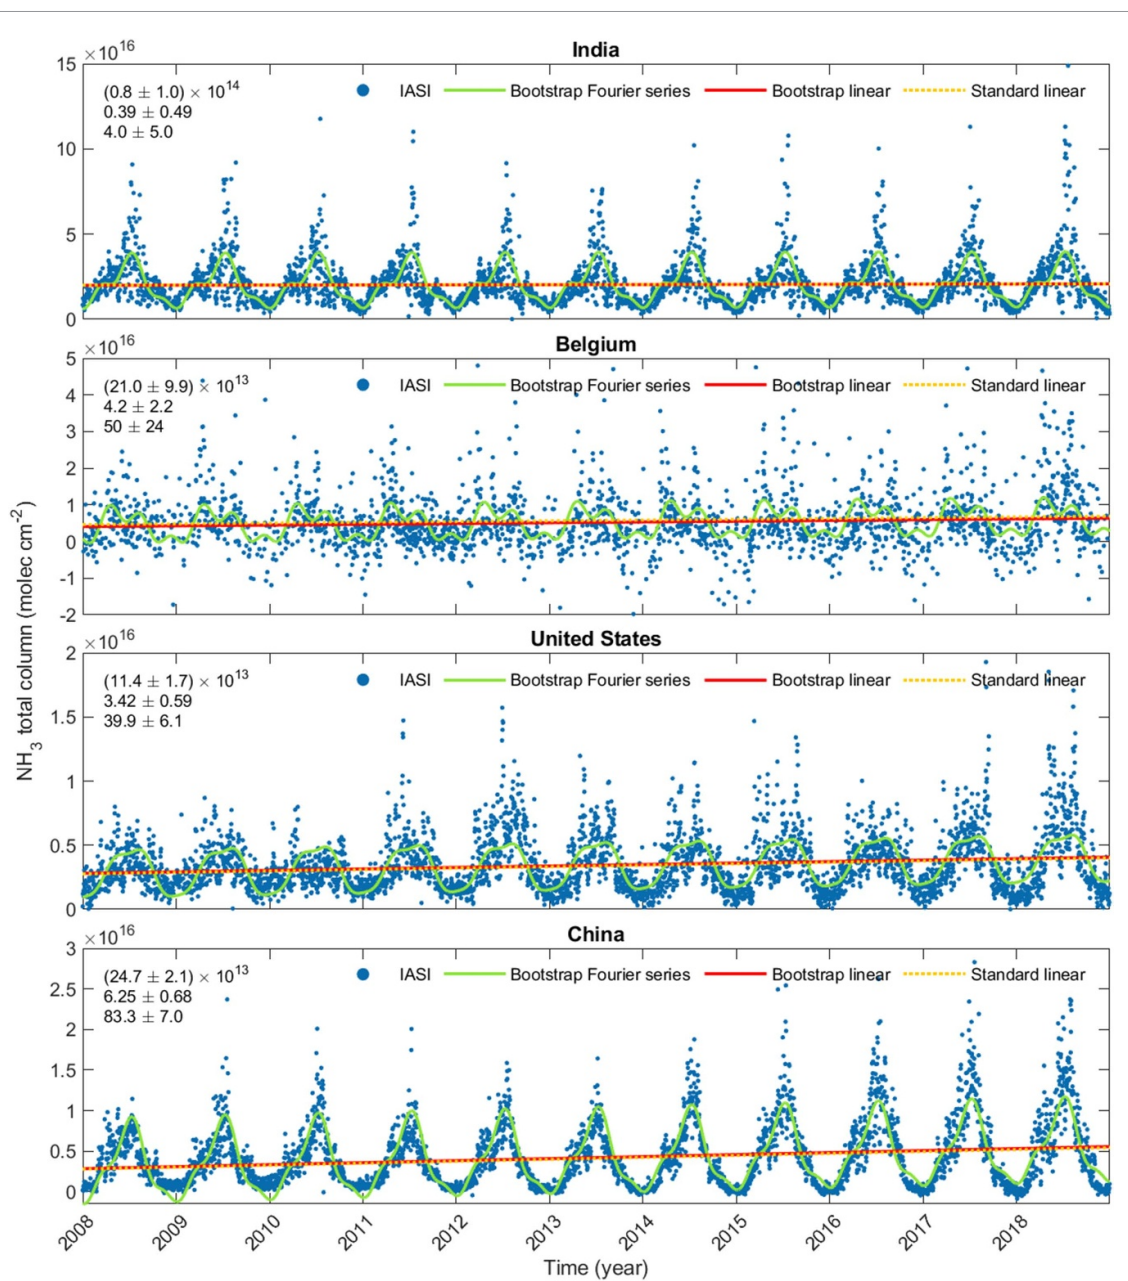 India
×10^16
15
(0.8 ± 1.0) × 10^14
0.39 ± 0.49
4.0 ± 5.0
IASI
Bootstrap Fourier series
Bootstrap linear
Standard linear
10
5
0
Belgium
×10^16
5
(21.0 ± 9.9) × 10^13
4.2 ± 2.2
50 ± 24
IASI
Bootstrap Fourier series
Bootstrap linear
Standard linear
4
3
2
1
0
-1
-2
United States
×10^16
2
(11.4 ± 1.7) × 10^13
3.42 ± 0.59
39.9 ± 6.1
IASI
Bootstrap Fourier series
Bootstrap linear
Standard linear
1.5
1
0.5
0
China
×10^16
3
(24.7 ± 2.1) × 10^13
6.25 ± 0.68
83.3 ± 7.0
IASI
Bootstrap Fourier series
Bootstrap linear
Standard linear
2.5
2
1.5
1
0.5
0
NH3 total column (molec cm^-2)
2008
2009
2010
2011
2012
2013
2014
2015
2016
2017
2018
Time (year)